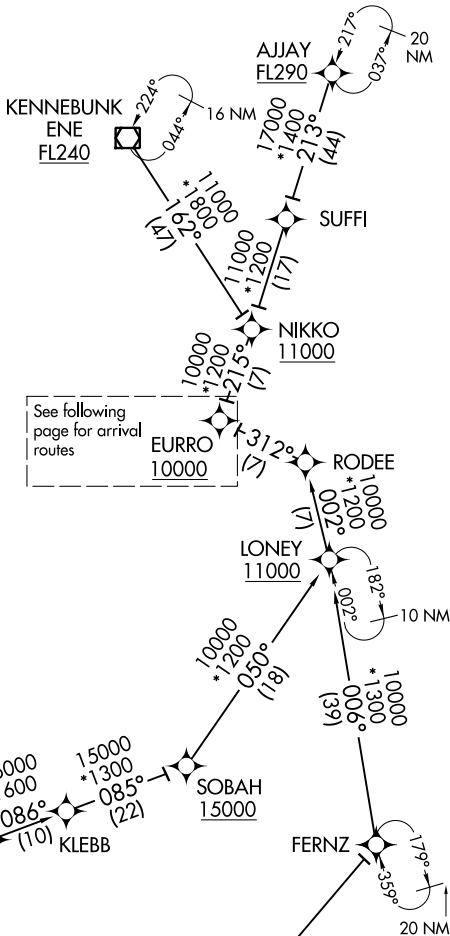 AJJAY
FL290
217°
037°
20
NM
KENNEBUNK
ENE
FL240
224°
044°
16 NM
17000
*1400
213°
(44)
11000
*1800
162°
(47)
SUFFI
11000
*1200
(17)
NIKKO
11000
10000
*1200
215°
(7)
See following
page for arrival
routes
EURRO
10000
312°
(7)
RODEE
10000
*1200
002°
(7)
LONEY
11000
182°
002°
10 NM
10000
*1200
050°
(18)
10000
*1300
006°
(39)
15000
*1300
085°
(22)
SOBAH
15000
086°
(10)
KLEBB
FERNZ
179°
359°
20 NM